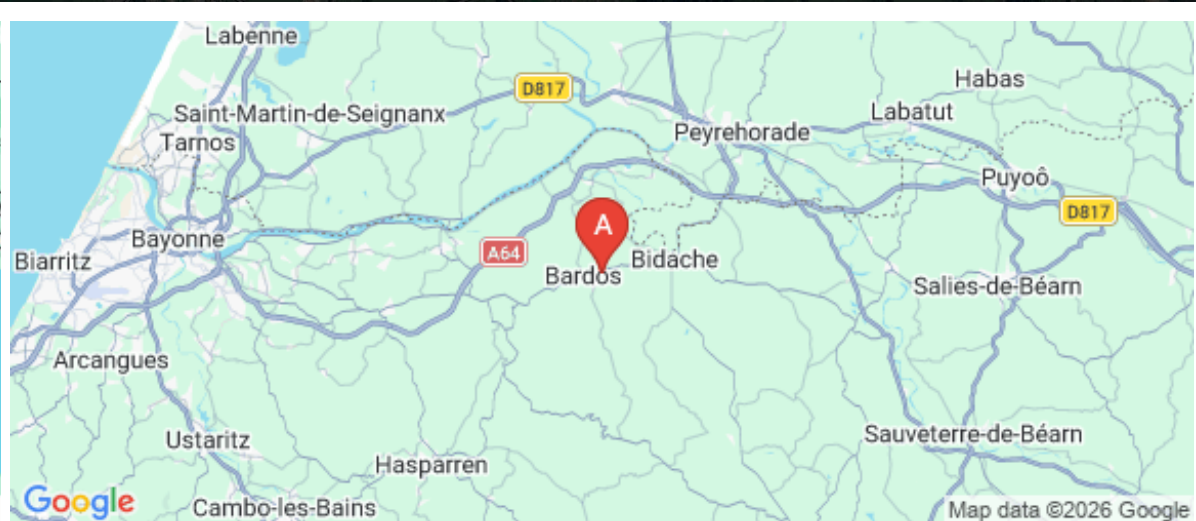 Labenne
D817
Habas
Saint-Martin-de-Seignanx
Labatut
Tarnos
Peyrehorade
Puyoô
D817
A
Bayonne
A64
Bidache
Biarritz
Bardos
Salies-de-Béarn
Arcangues
Ustaritz
Sauveterre-de-Béarn
Hasparren
Google
Cambo-les-Bains
Map data ©2026 Google